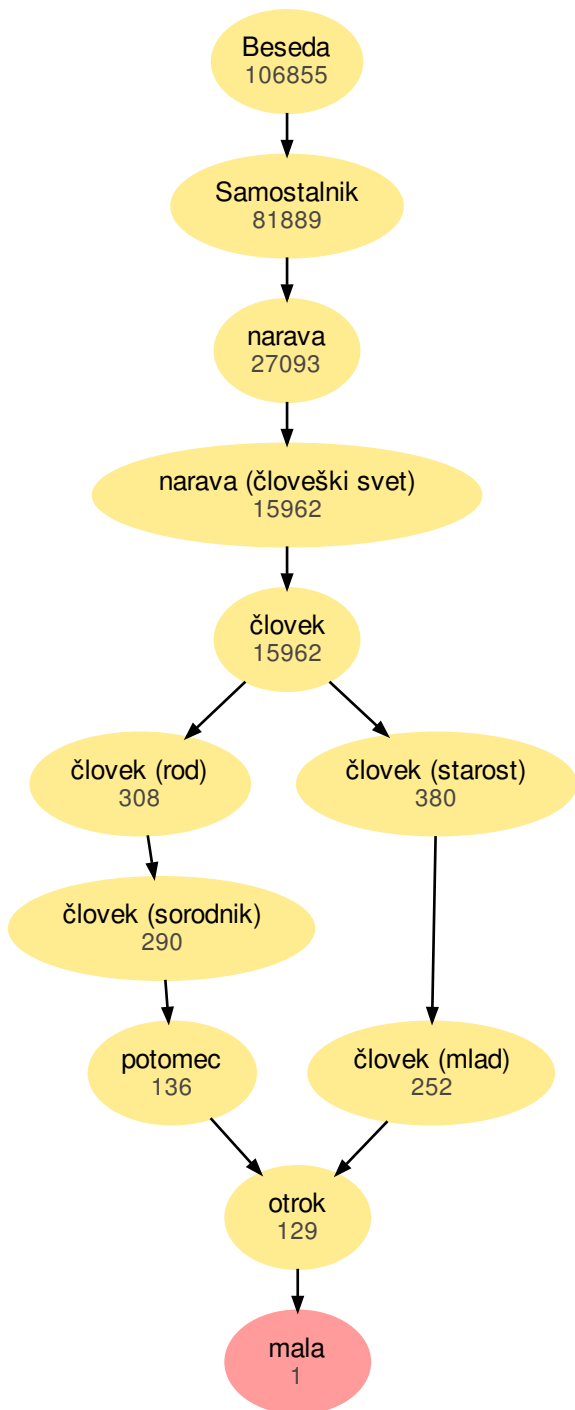 Beseda
106855
Samostalnik
81889
narava
27093
narava (človeški svet)
15962
človek
15962
človek (rod)
308
človek (starost)
380
človek (sorodnik)
290
potomec
136
človek (mlad)
252
otrok
129
mala
1